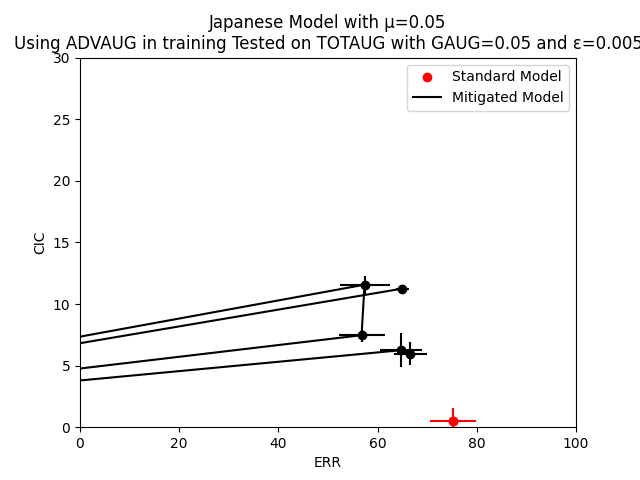 Japanese Model with μ=0.05
Using ADVAUG in training Tested on TOTAUG with GAUG=0.05 and ε=0.005
30
25
20
15
10
5
0
CIC
Standard Model
Mitigated Model
0 20 40 60 80 100
ERR